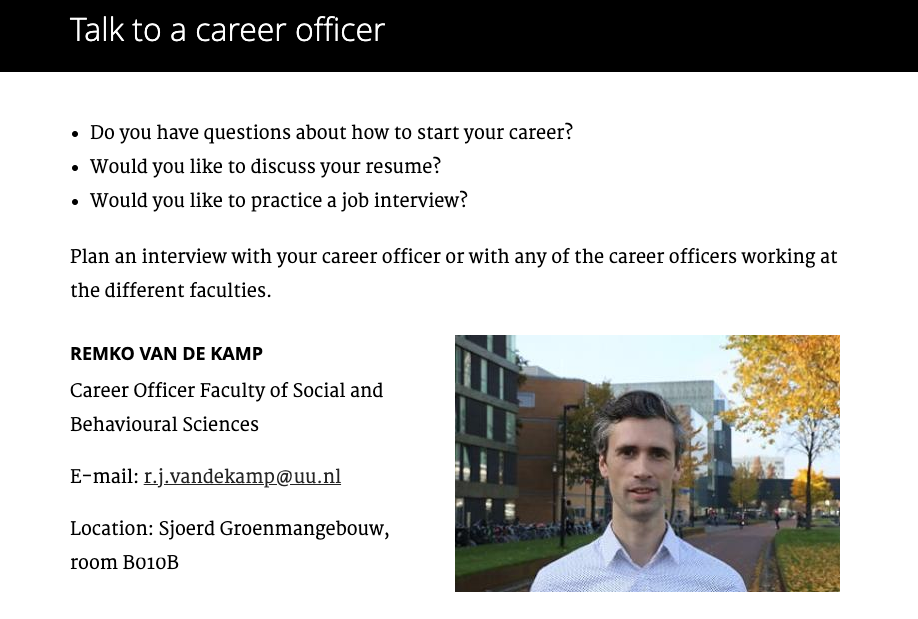 Talk to a career officer
• Do you have questions about how to start your career?
• Would you like to discuss your resume?
• Would you like to practice a job interview?
Plan an interview with your career officer or with any of the career officers working at
the different faculties.
REMKO VAN DE KAMP
Career Officer Faculty of Social and
Behavioural Sciences
E-mail: r.j.vandekamp@uu.nl
Location: Sjoerd Groenmangebouw,
room B010B